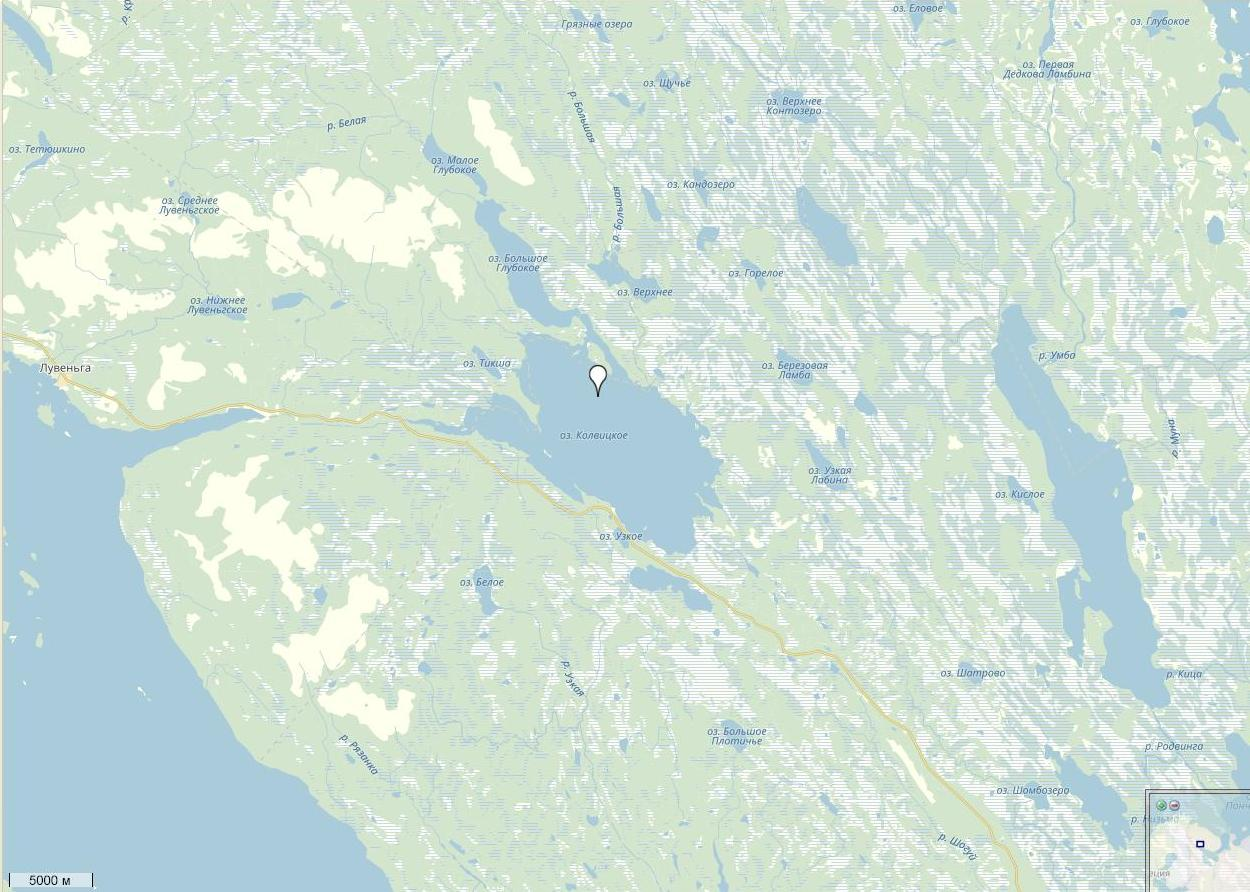 оз. Еловое
Грязные озера
оз. Глубокое
оз. Первая
Дедкова Ламбина
оз. Щучье
р. Большая
оз. Верхнее
Контозеро
р. Белая
оз. Тетюшкино
оз. Малое
Глубокое
оз. Кандозеро
оз. Среднее
Лувеньгское
р. Большая
оз. Большое
Глубокое
оз. Горелое
оз. Верхнее
оз. Нижнее
Лувеньгское
р. Умба
оз. Тикша
Лувеньга
оз. Березовая
Ламба
оз. Колвицкое
р. Муна
оз. Узкая
Лабина
оз. Кислое
оз. Узкое
оз. Белое
р. Узкая
оз. Шатрово
р. Кица
оз. Большое
Плотичье
р. Родвинга
р. Рязанка
оз. Шомбозеро
р. Низьма
р. Шогуй
5000 м